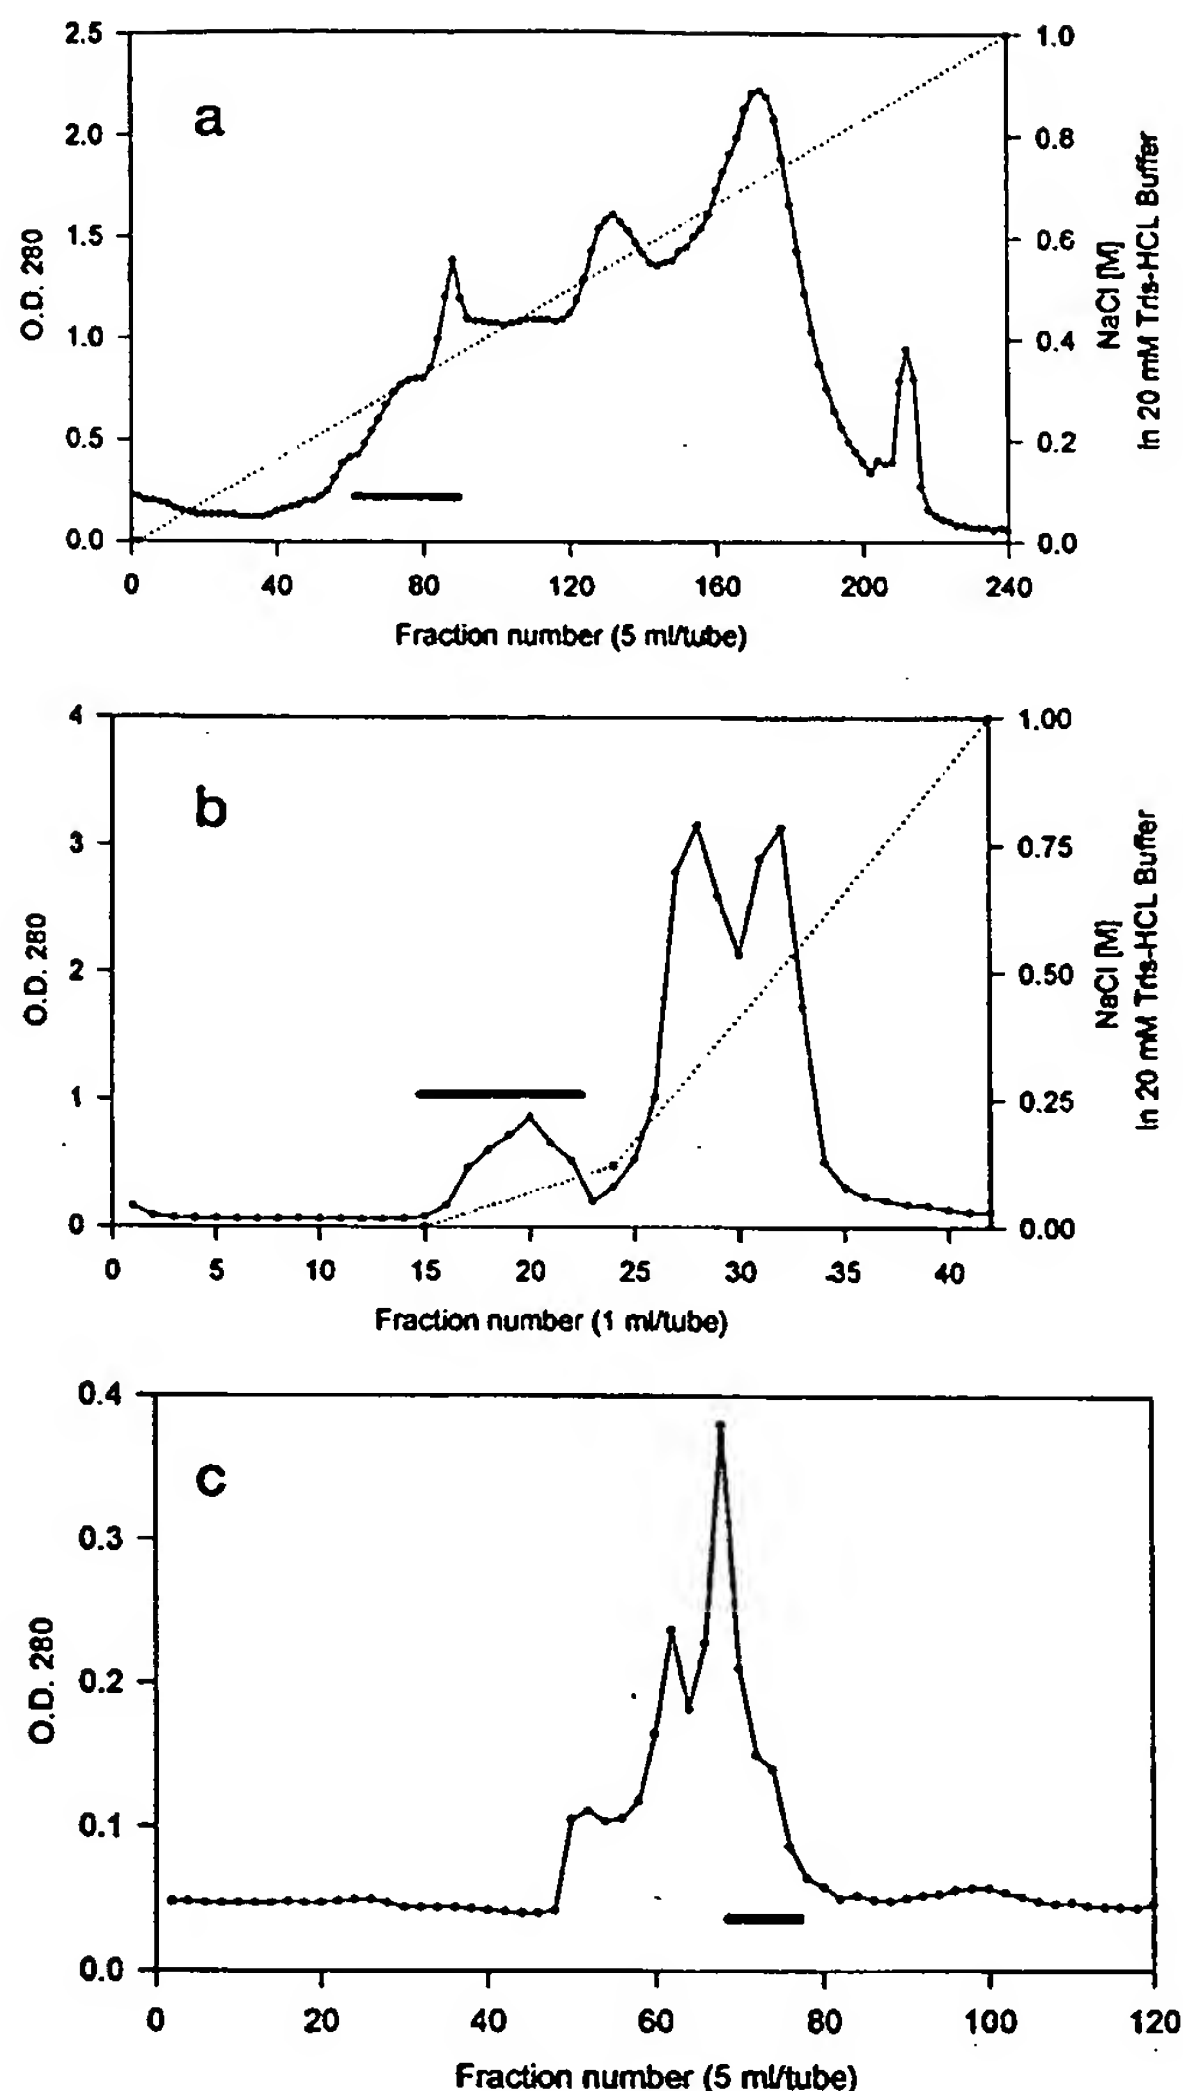 a
2.5
2.0
1.5
1.0
0.5
0.0
O.D. 280
1.0
0.8
0.6
0.4
0.2
0.0
NaCl [M]
In 20 mM Tris-HCL Buffer
0 40 80 120 160 200 240
Fraction number (5 ml/tube)
b
4
3
2
1
0
O.D. 280
1.00
0.75
0.50
0.25
0.00
NaCl [M]
In 20 mM Tris-HCL Buffer
0 5 10 15 20 25 30 35 40
Fraction number (1 ml/tube)
c
0.4
0.3
0.2
0.1
0.0
O.D. 280
0 20 40 60 80 100 120
Fraction number (5 ml/tube)